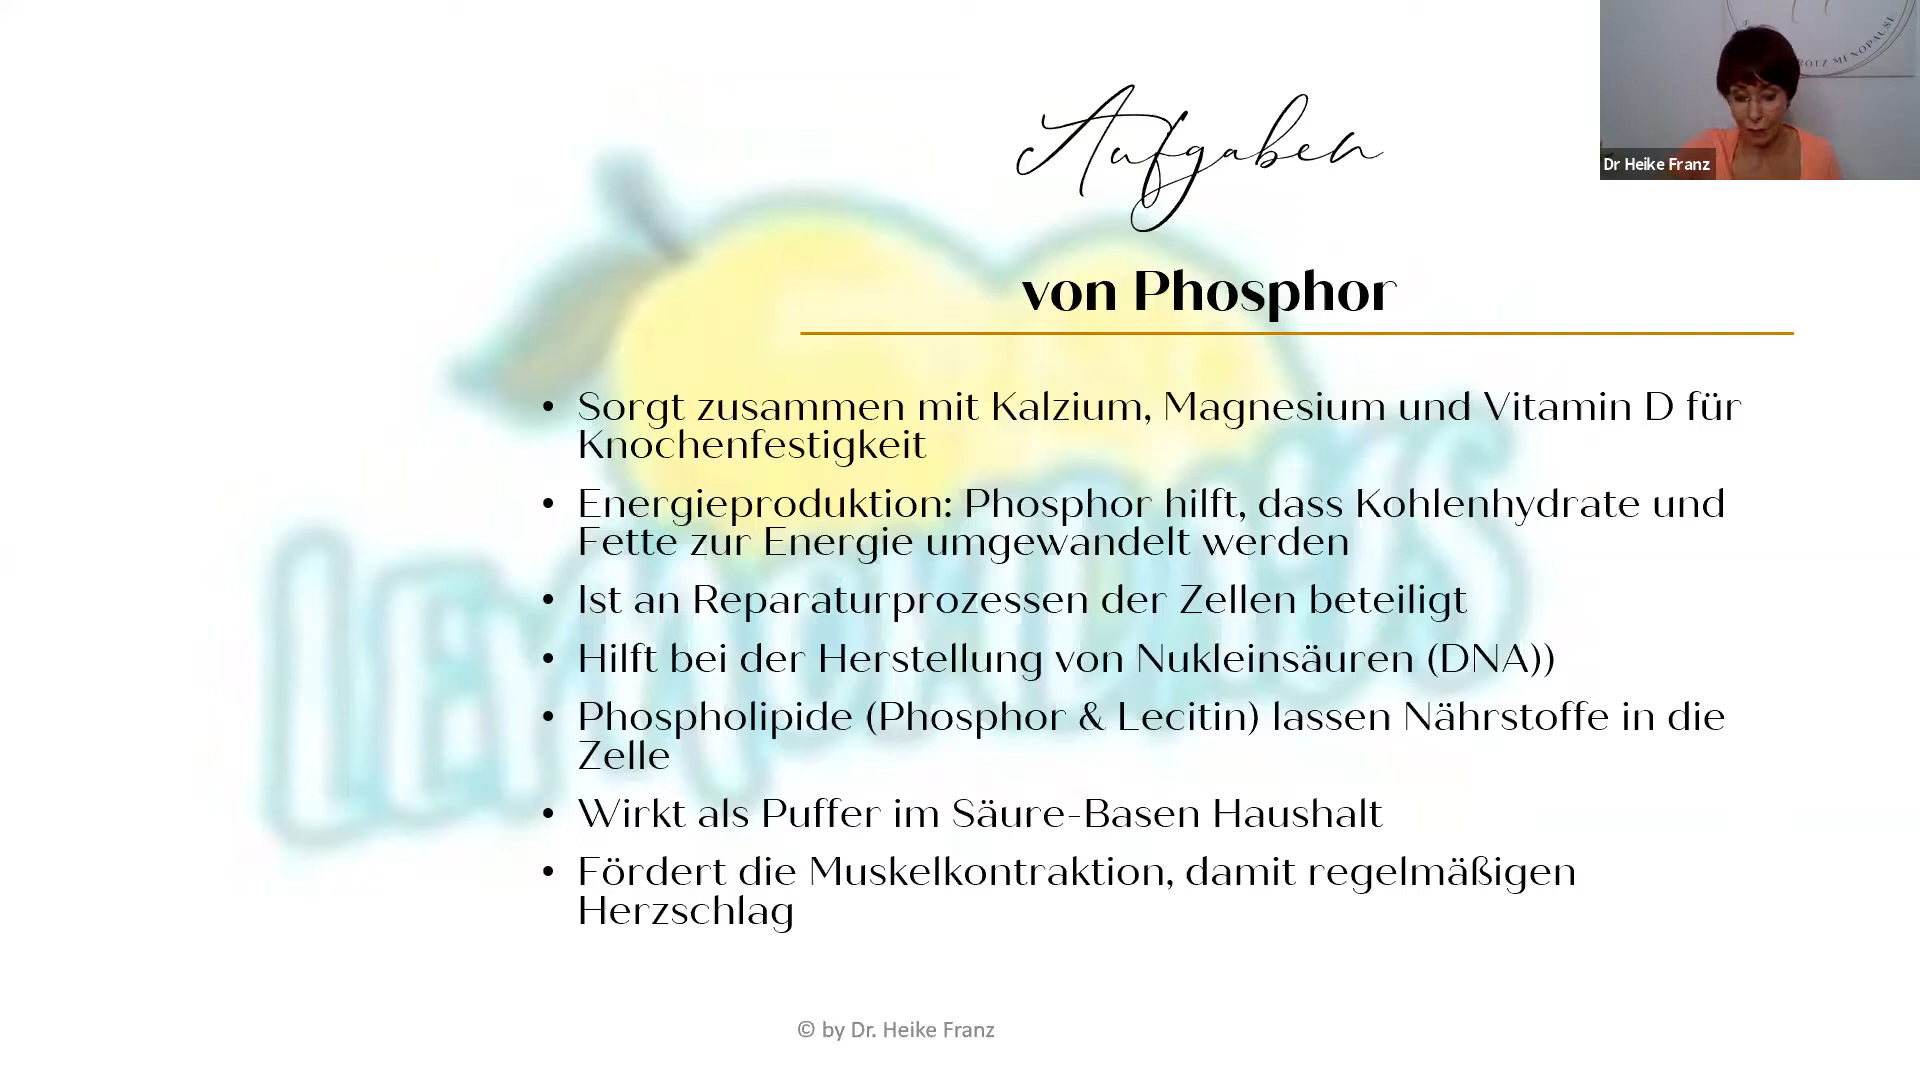 Aufgaben
von Phosphor
• Sorgt zusammen mit Kalzium, Magnesium und Vitamin D für
Knochenfestigkeit
• Energieproduktion: Phosphor hilft, dass Kohlenhydrate und
Fette zur Energie umgewandelt werden
• Ist an Reparaturprozessen der Zellen beteiligt
• Hilft bei der Herstellung von Nukleinsäuren (DNA))
• Phospholipide (Phosphor & Lecitin) lassen Nährstoffe in die
Zelle
• Wirkt als Puffer im Säure-Basen Haushalt
• Fördert die Muskelkontraktion, damit regelmäßigen
Herzschlag
© by Dr. Heike Franz
MENOPAUSE
Dr Heike Franz